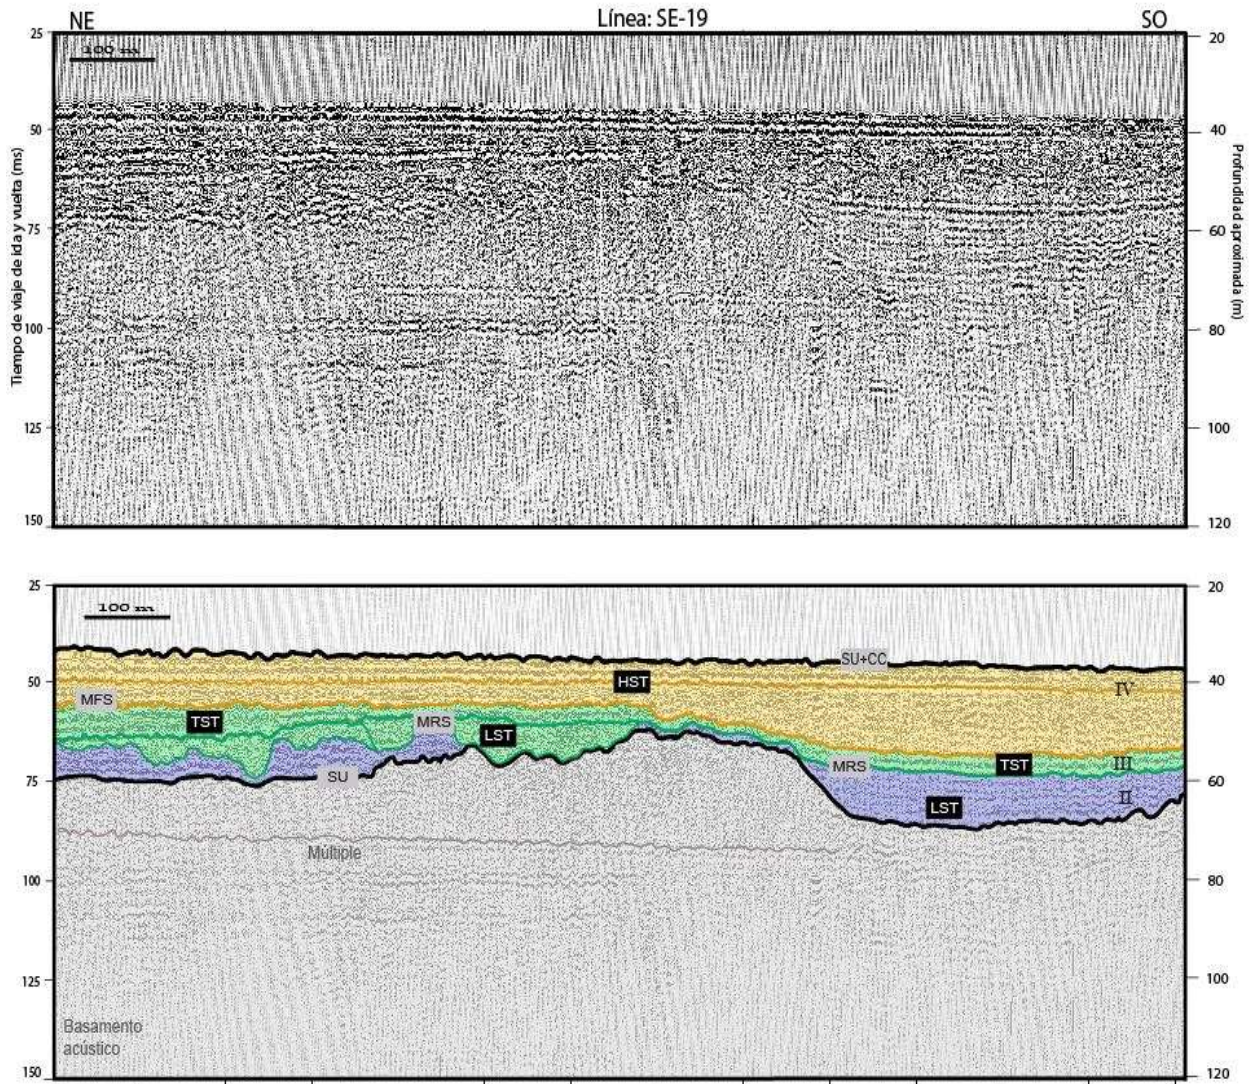 NE Línea: SE-19 SO
100 m
25
50
75
100
125
150
Tiempo de viaje de ida y vuelta (ms)
20
40
60
80
100
120
Profundidad aproximada (m)
100 m
25
50
75
100
125
150
20
40
60
80
100
120
SU+CC
HST
IV
MFS
TST
MRS
LST
MRS
TST
III
SU
LST
II
Múltiple
Basamento
acústico